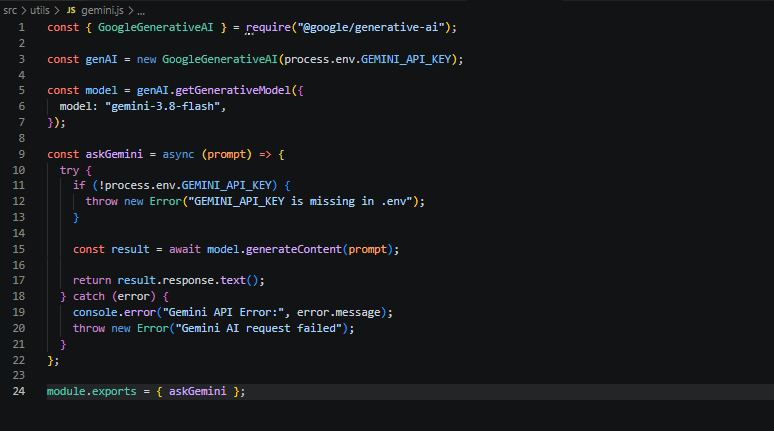 src > utils > JS gemini.js > ...
1 const { GoogleGenerativeAI } = require("@google/generative-ai");
2
3 const genAI = new GoogleGenerativeAI(process.env.GEMINI_API_KEY);
4
5 const model = genAI.getGenerativeModel({
6   model: "gemini-3.8-flash",
7 });
8
9 const askGemini = async (prompt) => {
10   try {
11     if (!process.env.GEMINI_API_KEY) {
12       throw new Error("GEMINI_API_KEY is missing in .env");
13     }
14
15     const result = await model.generateContent(prompt);
16
17     return result.response.text();
18   } catch (error) {
19     console.error("Gemini API Error:", error.message);
20     throw new Error("Gemini AI request failed");
21   }
22 };
23
24 module.exports = { askGemini };